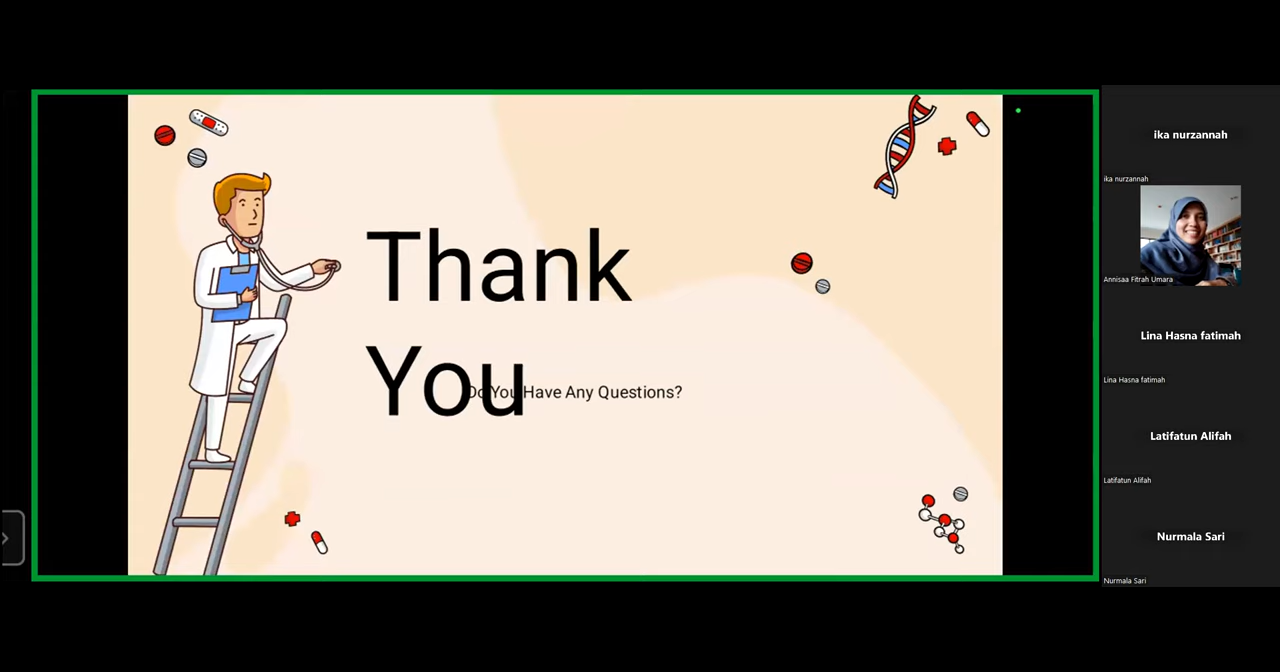 Thank
You
Do You Have Any Questions?
ika nurzannah
ika nurzannah
Annisaa Fitrah Umara
Lina Hasna fatimah
Lina Hasna fatimah
Latifatun Alifah
Latifatun Alifah
Nurmala Sari
Nurmala Sari